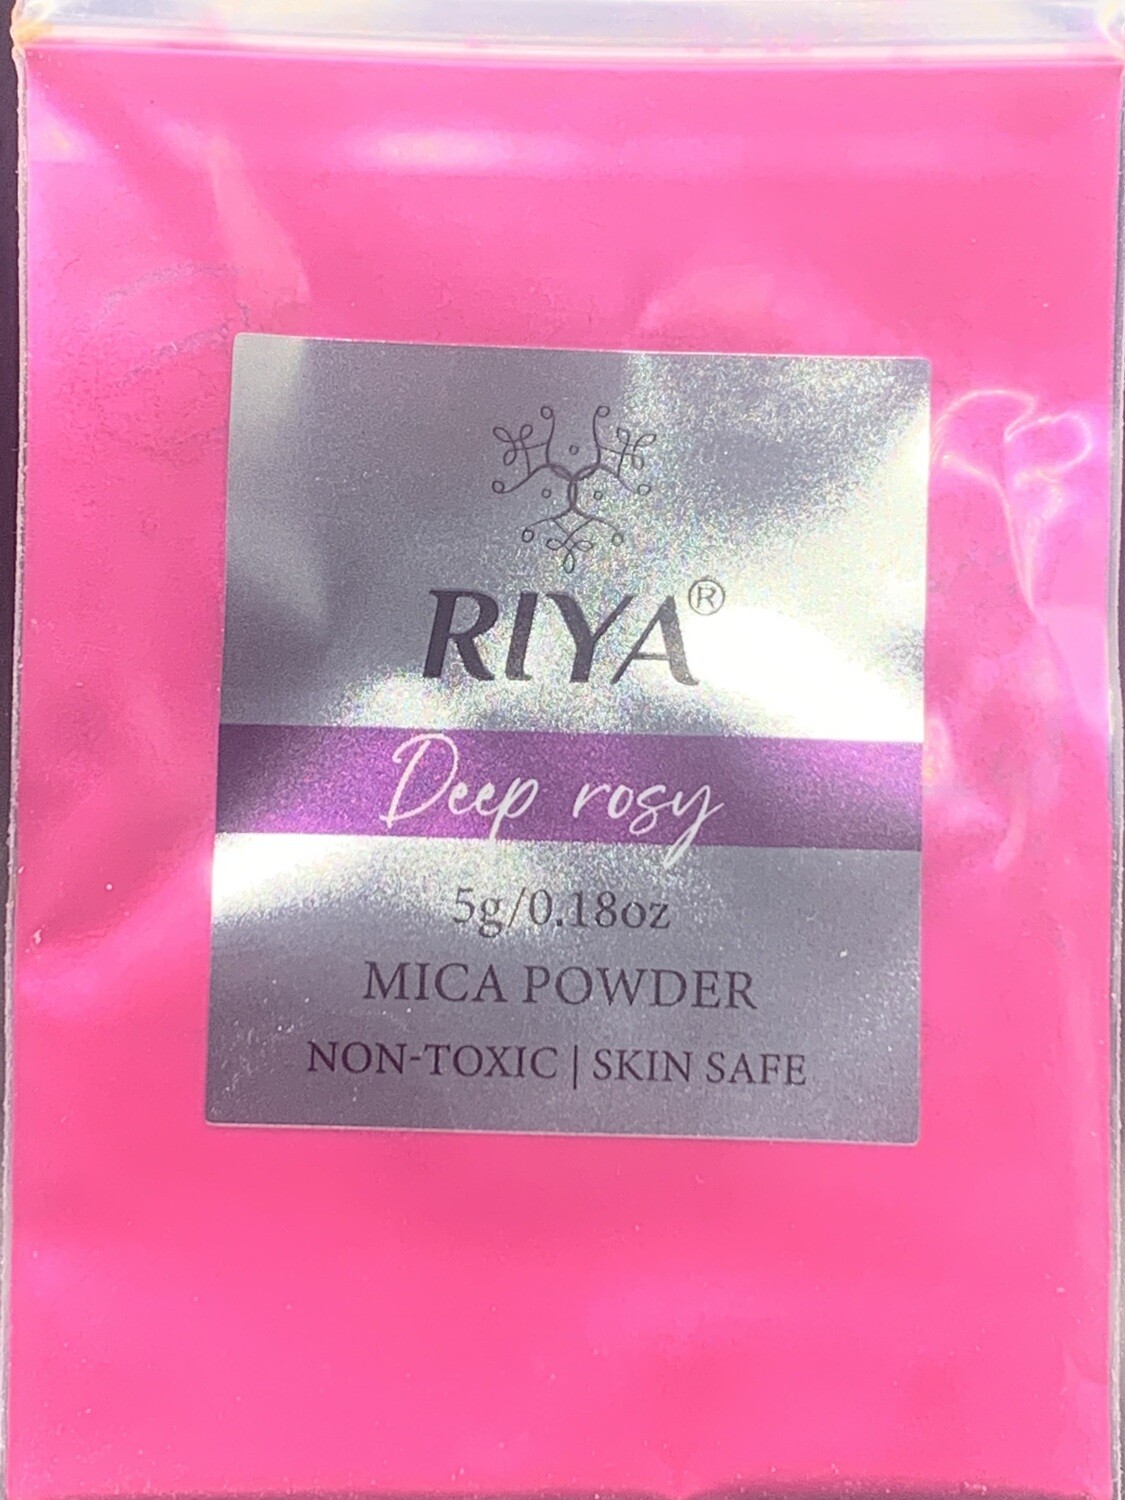 RIYA®
Deep rosy
5g/0.18oz
MICA POWDER
NON-TOXIC | SKIN SAFE